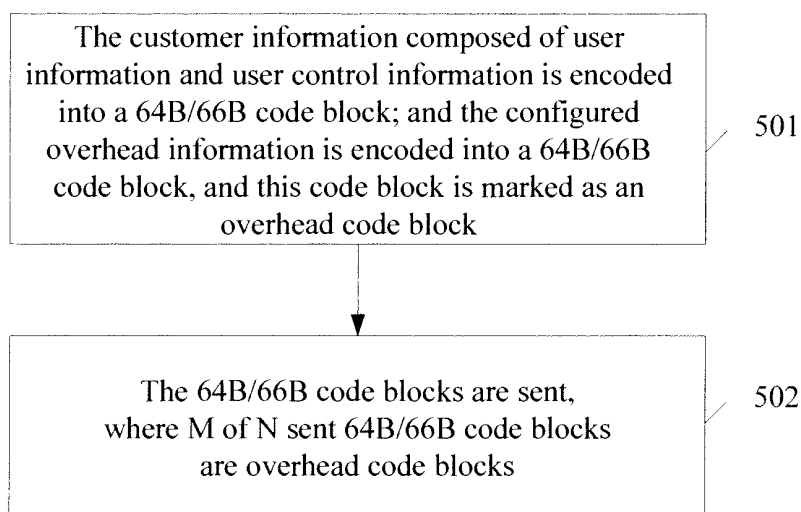 The customer information composed of user
information and user control information is encoded
into a 64B/66B code block; and the configured
overhead information is encoded into a 64B/66B
code block, and this code block is marked as an
overhead code block
501
The 64B/66B code blocks are sent,
where M of N sent 64B/66B code blocks
are overhead code blocks
502